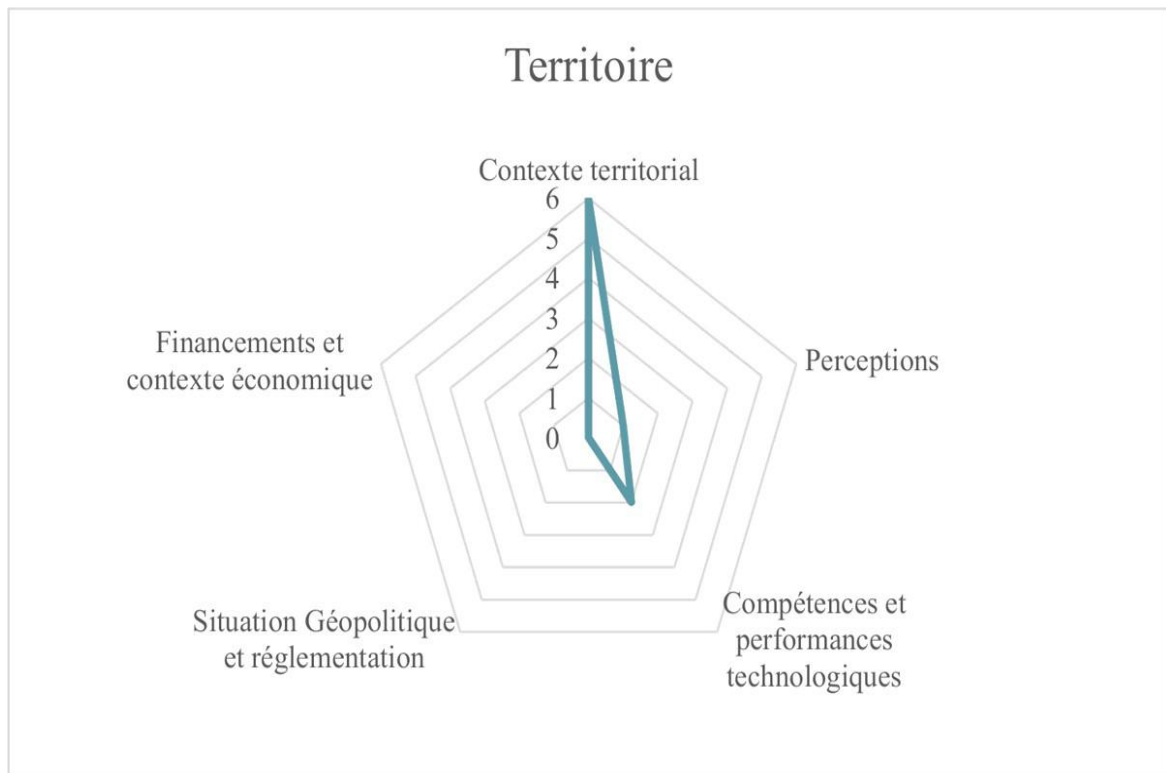 Territoire
Contexte territorial
6
5
4
3
2
1
0
Perceptions
Compétences et
performances
technologiques
Situation Géopolitique
et réglementation
Financements et
contexte économique